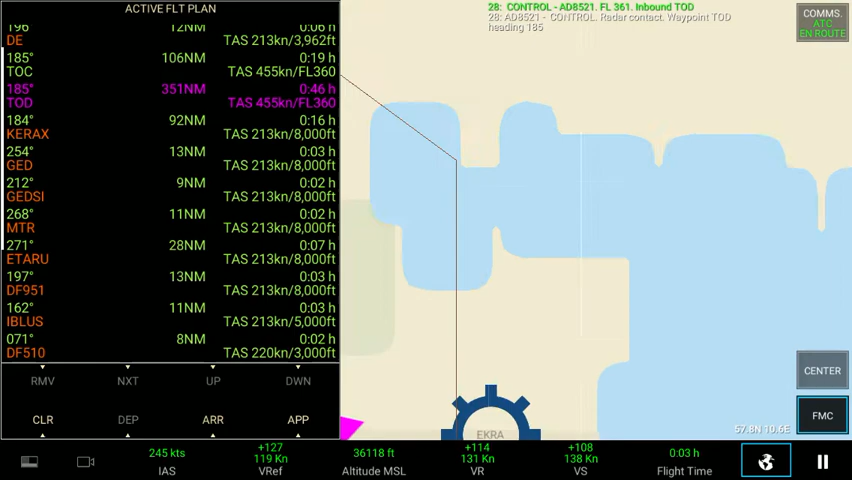 ACTIVE FLT PLAN
196° 12NM 0:06 h
DE TAS 213kn/3,962ft
185° 106NM 0:19 h
TOC TAS 455kn/FL360
185° 351NM 0:46 h
TOD TAS 455kn/FL360
184° 92NM 0:16 h
KERAX TAS 213kn/8,000ft
254° 13NM 0:03 h
GED TAS 213kn/8,000ft
212° 9NM 0:02 h
GEDSI TAS 213kn/8,000ft
268° 11NM 0:02 h
MTR TAS 213kn/8,000ft
271° 28NM 0:07 h
ETARU TAS 213kn/8,000ft
197° 13NM 0:03 h
DF951 TAS 213kn/8,000ft
162° 11NM 0:03 h
IBLUS TAS 213kn/5,000ft
071° 8NM 0:02 h
DF510 TAS 220kn/3,000ft
RMV NXT UP DWN
CLR DEP ARR APP
28: CONTROL - AD8521. FL 361. Inbound TOD
28: AD8521 - CONTROL. Radar contact. Waypoint TOD
heading 185
COMMS.
ATC
EN ROUTE
CENTER
FMC
57.8N 10.6E
EKRA
245 kts
IAS
+127
119 Kn
VRef
36118 ft
Altitude MSL
+114
131 Kn
VR
+108
138 Kn
VS
0:03 h
Flight Time